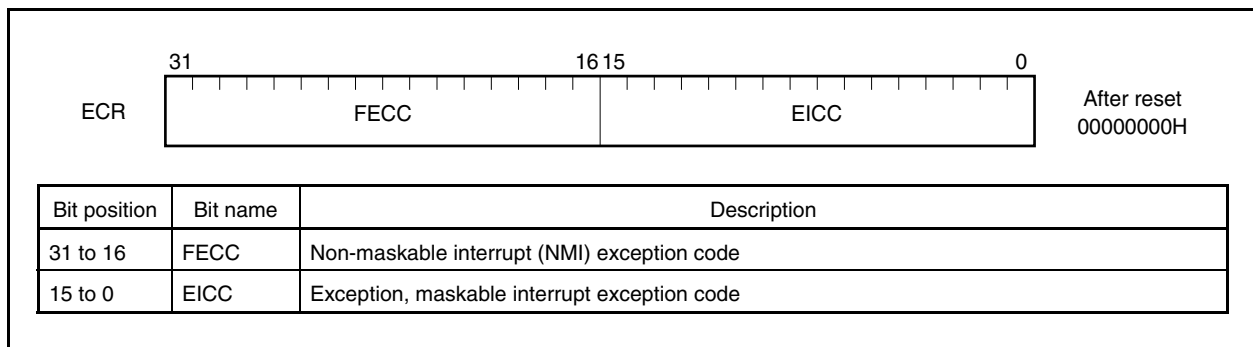 31 16 15 0
ECR FECC EICC After reset
00000000H
Bit position Bit name Description
31 to 16 FECC Non-maskable interrupt (NMI) exception code
15 to 0 EICC Exception, maskable interrupt exception code